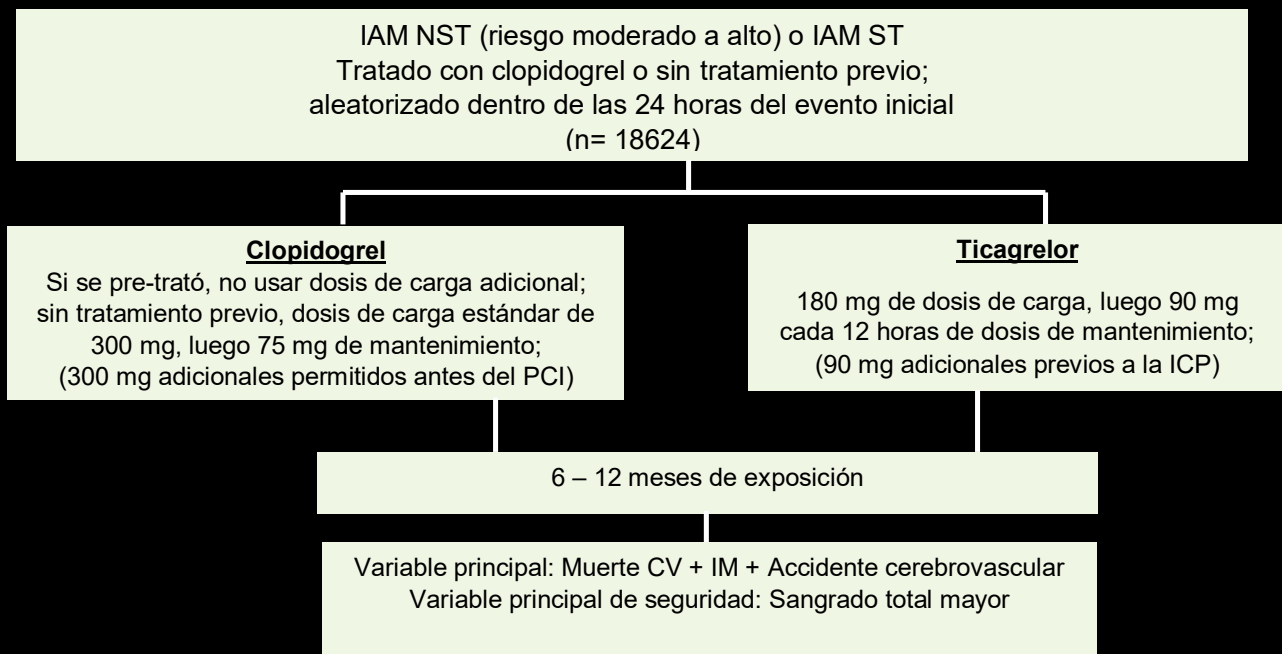 IAM NST (riesgo moderado a alto) o IAM ST
Tratado con clopidogrel o sin tratamiento previo;
aleatorizado dentro de las 24 horas del evento inicial
(n= 18624)
Clopidogrel
Si se pre-trató, no usar dosis de carga adicional;
sin tratamiento previo, dosis de carga estándar de
300 mg, luego 75 mg de mantenimiento;
(300 mg adicionales permitidos antes del PCI)
Ticagrelor
180 mg de dosis de carga, luego 90 mg
cada 12 horas de dosis de mantenimiento;
(90 mg adicionales previos a la ICP)
6 – 12 meses de exposición
Variable principal: Muerte CV + IM + Accidente cerebrovascular
Variable principal de seguridad: Sangrado total mayor